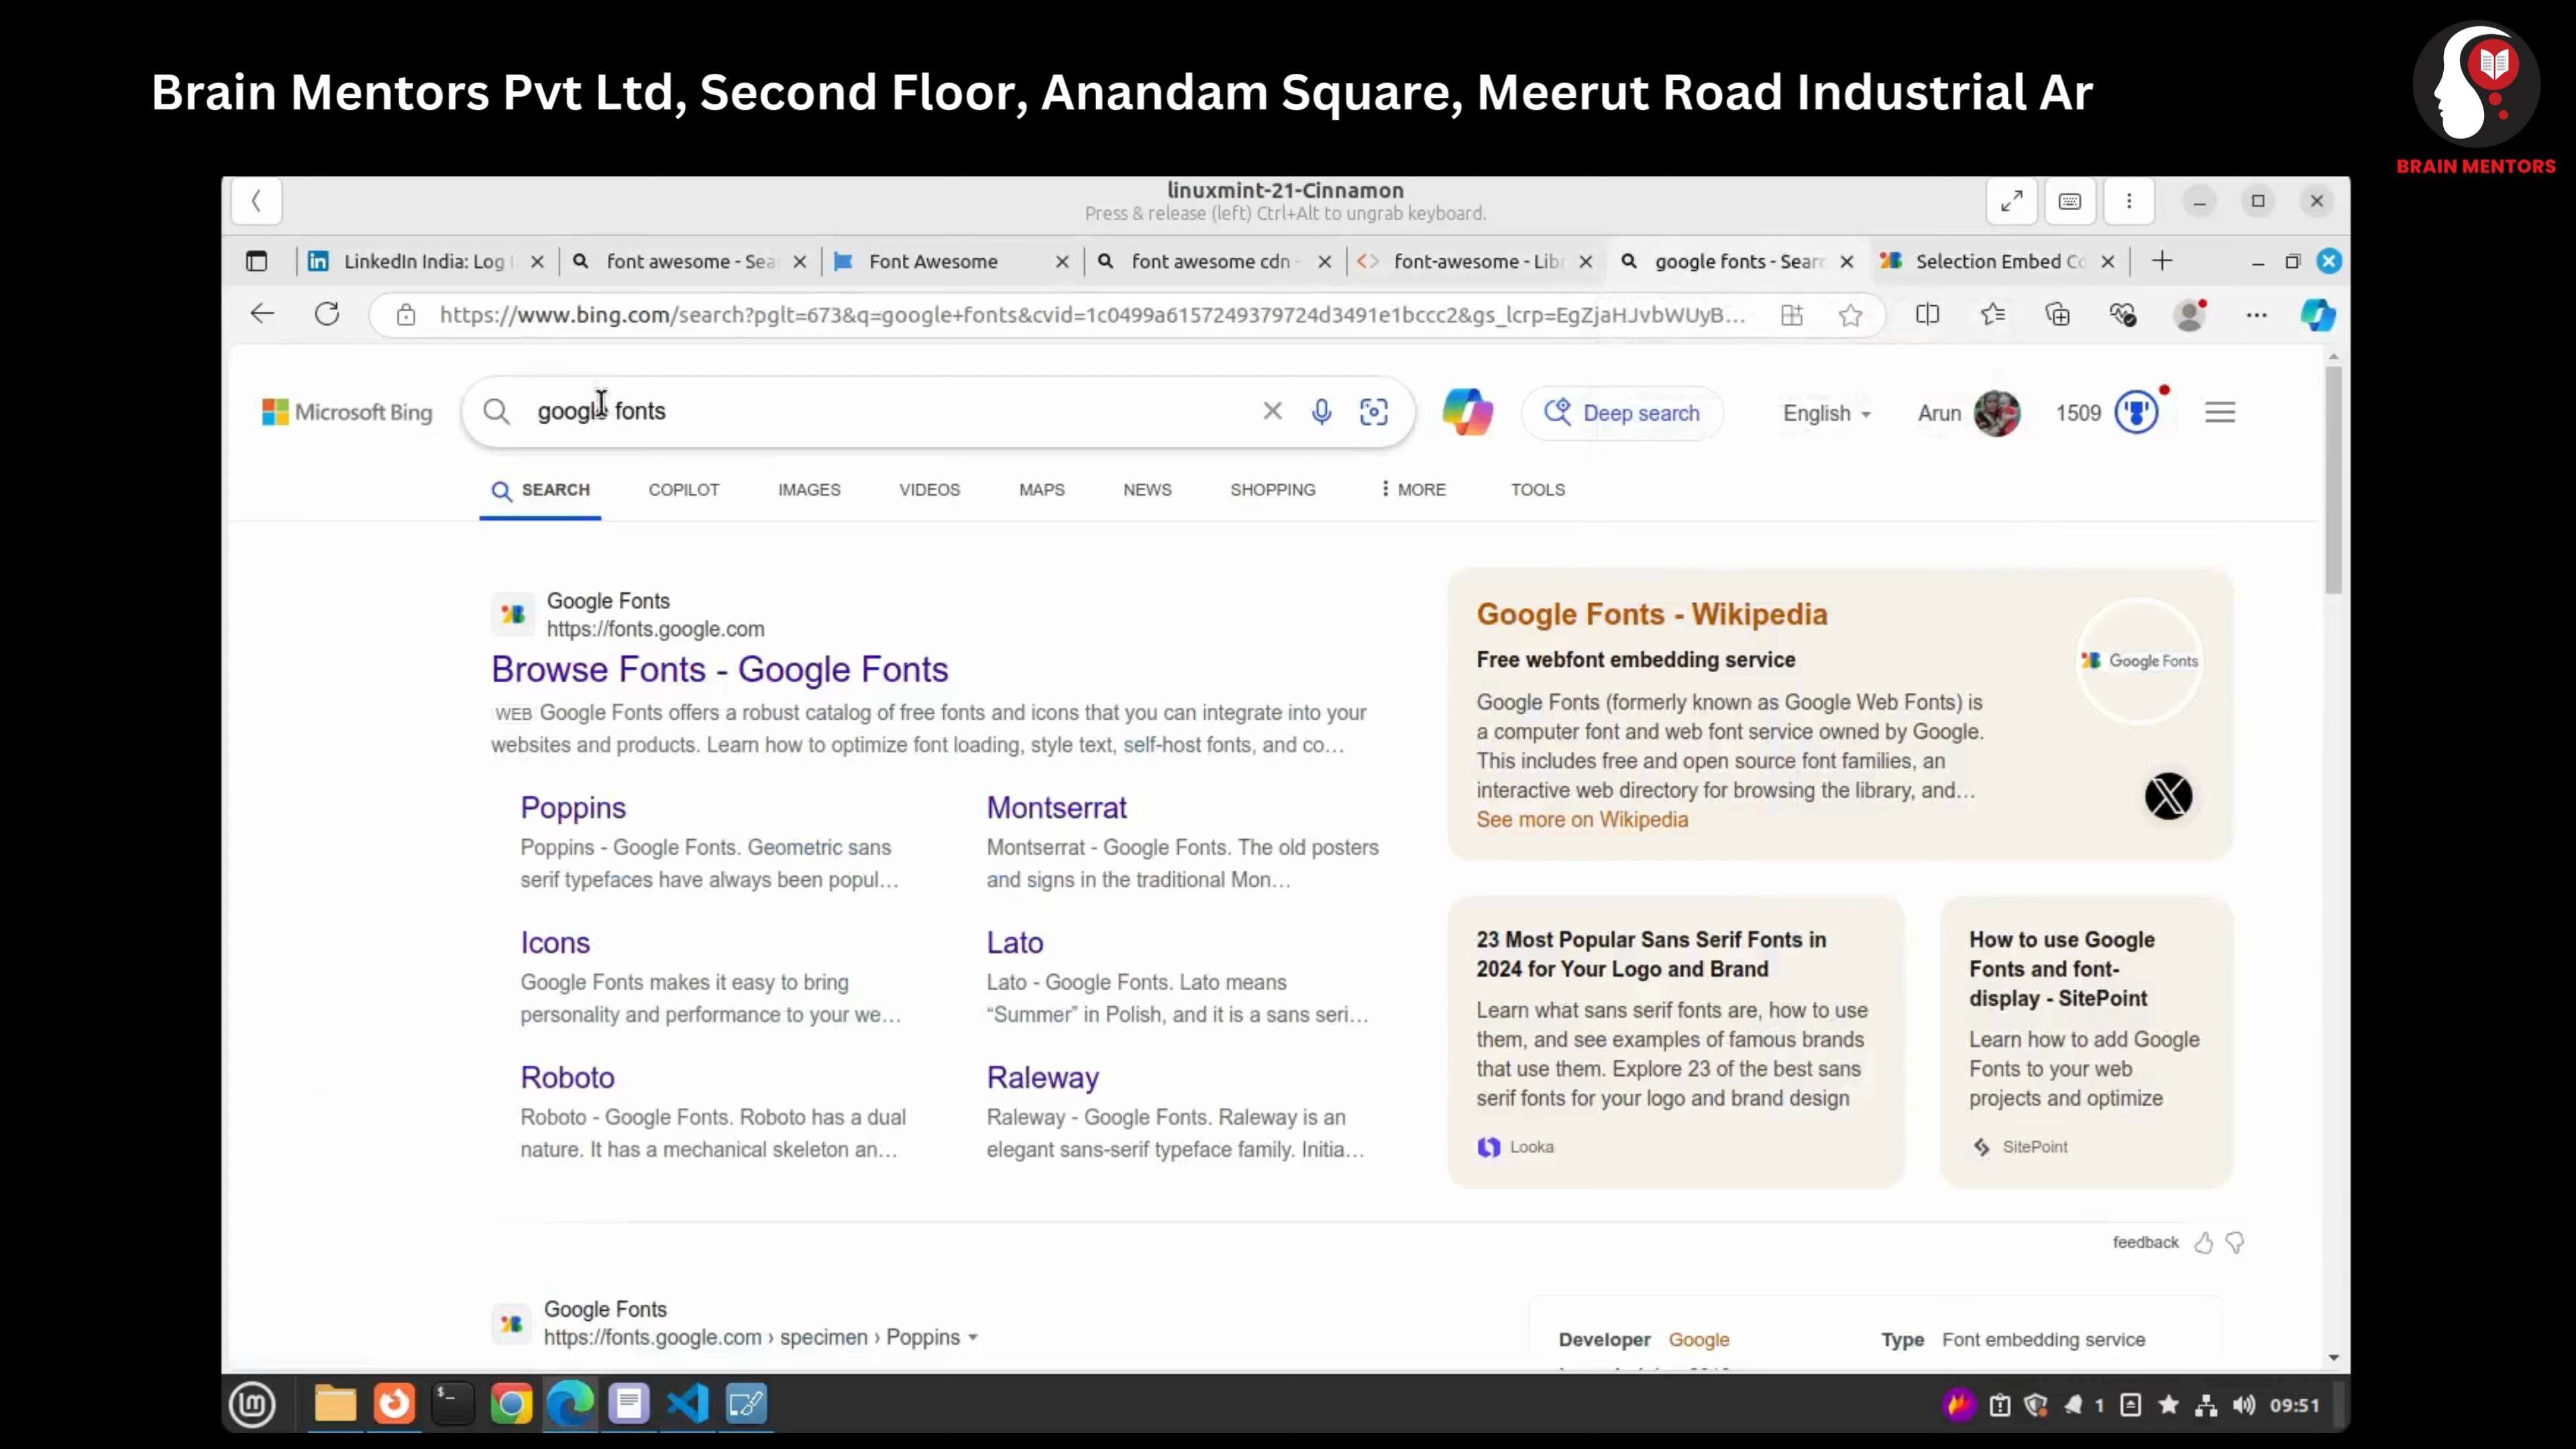 Brain Mentors Pvt Ltd, Second Floor, Anandam Square, Meerut Road Industrial Ar
BRAIN MENTORS
linuxmint-21-Cinnamon
Press & release (left) Ctrl+Alt to ungrab keyboard.
LinkedIn India: Log
font awesome - Sea
Font Awesome
font awesome cdn -
font-awesome - Libr
google fonts - Sear
Selection Embed Co
https://www.bing.com/search?pglt=673&q=google+fonts&cvid=1c0499a6157249379724d3491e1bccc2&gs_lcrp=EgZjaHJvbWUyB...
Microsoft Bing
google fonts
Deep search
English
Arun
1509
SEARCH
COPILOT
IMAGES
VIDEOS
MAPS
NEWS
SHOPPING
MORE
TOOLS
Google Fonts
https://fonts.google.com
Browse Fonts - Google Fonts
WEB Google Fonts offers a robust catalog of free fonts and icons that you can integrate into your
websites and products. Learn how to optimize font loading, style text, self-host fonts, and co...
Poppins
Poppins - Google Fonts. Geometric sans
serif typefaces have always been popul...
Montserrat
Montserrat - Google Fonts. The old posters
and signs in the traditional Mon...
Icons
Google Fonts makes it easy to bring
personality and performance to your we...
Lato
Lato - Google Fonts. Lato means
“Summer” in Polish, and it is a sans seri...
Roboto
Roboto - Google Fonts. Roboto has a dual
nature. It has a mechanical skeleton an...
Raleway
Raleway - Google Fonts. Raleway is an
elegant sans-serif typeface family. Initia...
Google Fonts - Wikipedia
Free webfont embedding service
Google Fonts
Google Fonts (formerly known as Google Web Fonts) is
a computer font and web font service owned by Google.
This includes free and open source font families, an
interactive web directory for browsing the library, and...
See more on Wikipedia
23 Most Popular Sans Serif Fonts in
2024 for Your Logo and Brand
Learn what sans serif fonts are, how to use
them, and see examples of famous brands
that use them. Explore 23 of the best sans
serif fonts for your logo and brand design
Looka
How to use Google
Fonts and font-
display - SitePoint
Learn how to add Google
Fonts to your web
projects and optimize
SitePoint
feedback
Google Fonts
https://fonts.google.com › specimen › Poppins
Developer Google
Type Font embedding service
1
09:51